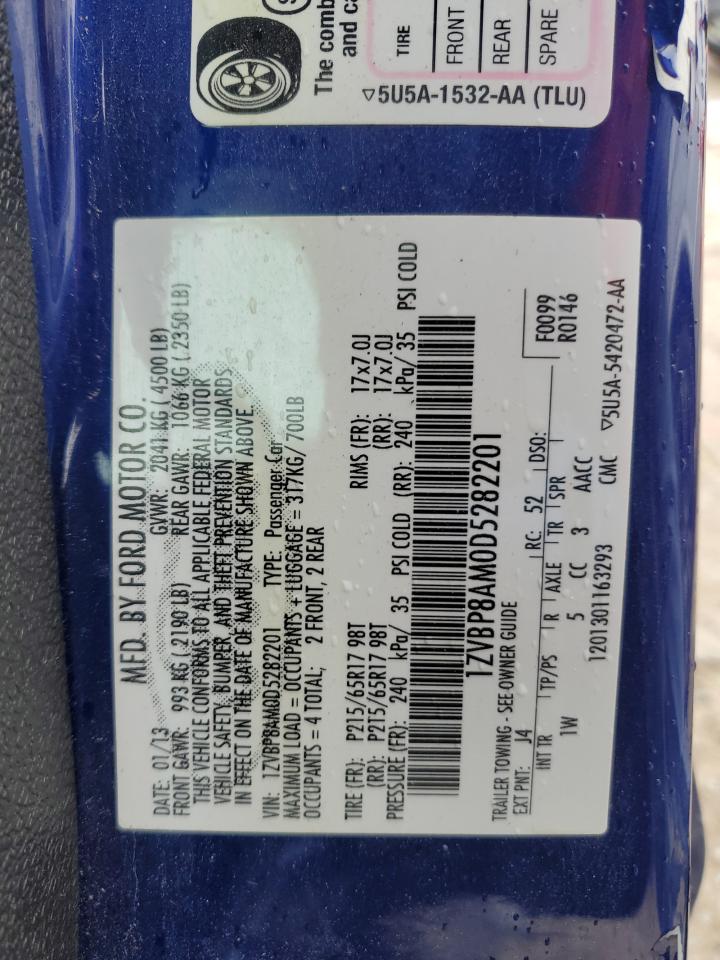 MFD. BY FORD MOTOR CO.
DATE: 01/13 GVWR: 2041 KG ( 4500 LB)
FRONT GAWR: 993 KG ( 2190 LB) REAR GAWR: 1066 KG ( 2350 LB)
THIS VEHICLE CONFORMS TO ALL APPLICABLE FEDERAL MOTOR
VEHICLE SAFETY, BUMPER, AND THEFT PREVENTION STANDARDS
IN EFFECT ON THE DATE OF MANUFACTURE SHOWN ABOVE.
VIN: 1ZVBP8AM0D5282201 TYPE: Passenger Car
MAXIMUM LOAD = OCCUPANTS + LUGGAGE = 317KG/ 700LB
OCCUPANTS = 4 TOTAL; 2 FRONT, 2 REAR
TIRE (FR): P215/65R17 98T RIMS (FR): 17x7.0J
(RR): P215/65R17 98T (RR): 17x7.0J
PRESSURE (FR): 240 kPa/ 35 PSI COLD (RR): 240 kPa/ 35 PSI COLD
1ZVBP8AM0D5282201
TRAILER TOWING - SEE OWNER GUIDE
EXT PNT: J4 RC: 52 DSO: F0099
INT TR TP/PS R AXLE TR SPR R0146
1W 5 CC 3 AACC
1201301163293 CMC ▽5U5A-5420472-AA
The comb
and ca
TIRE
FRONT
REAR
SPARE
▽5U5A-1532-AA (TLU)